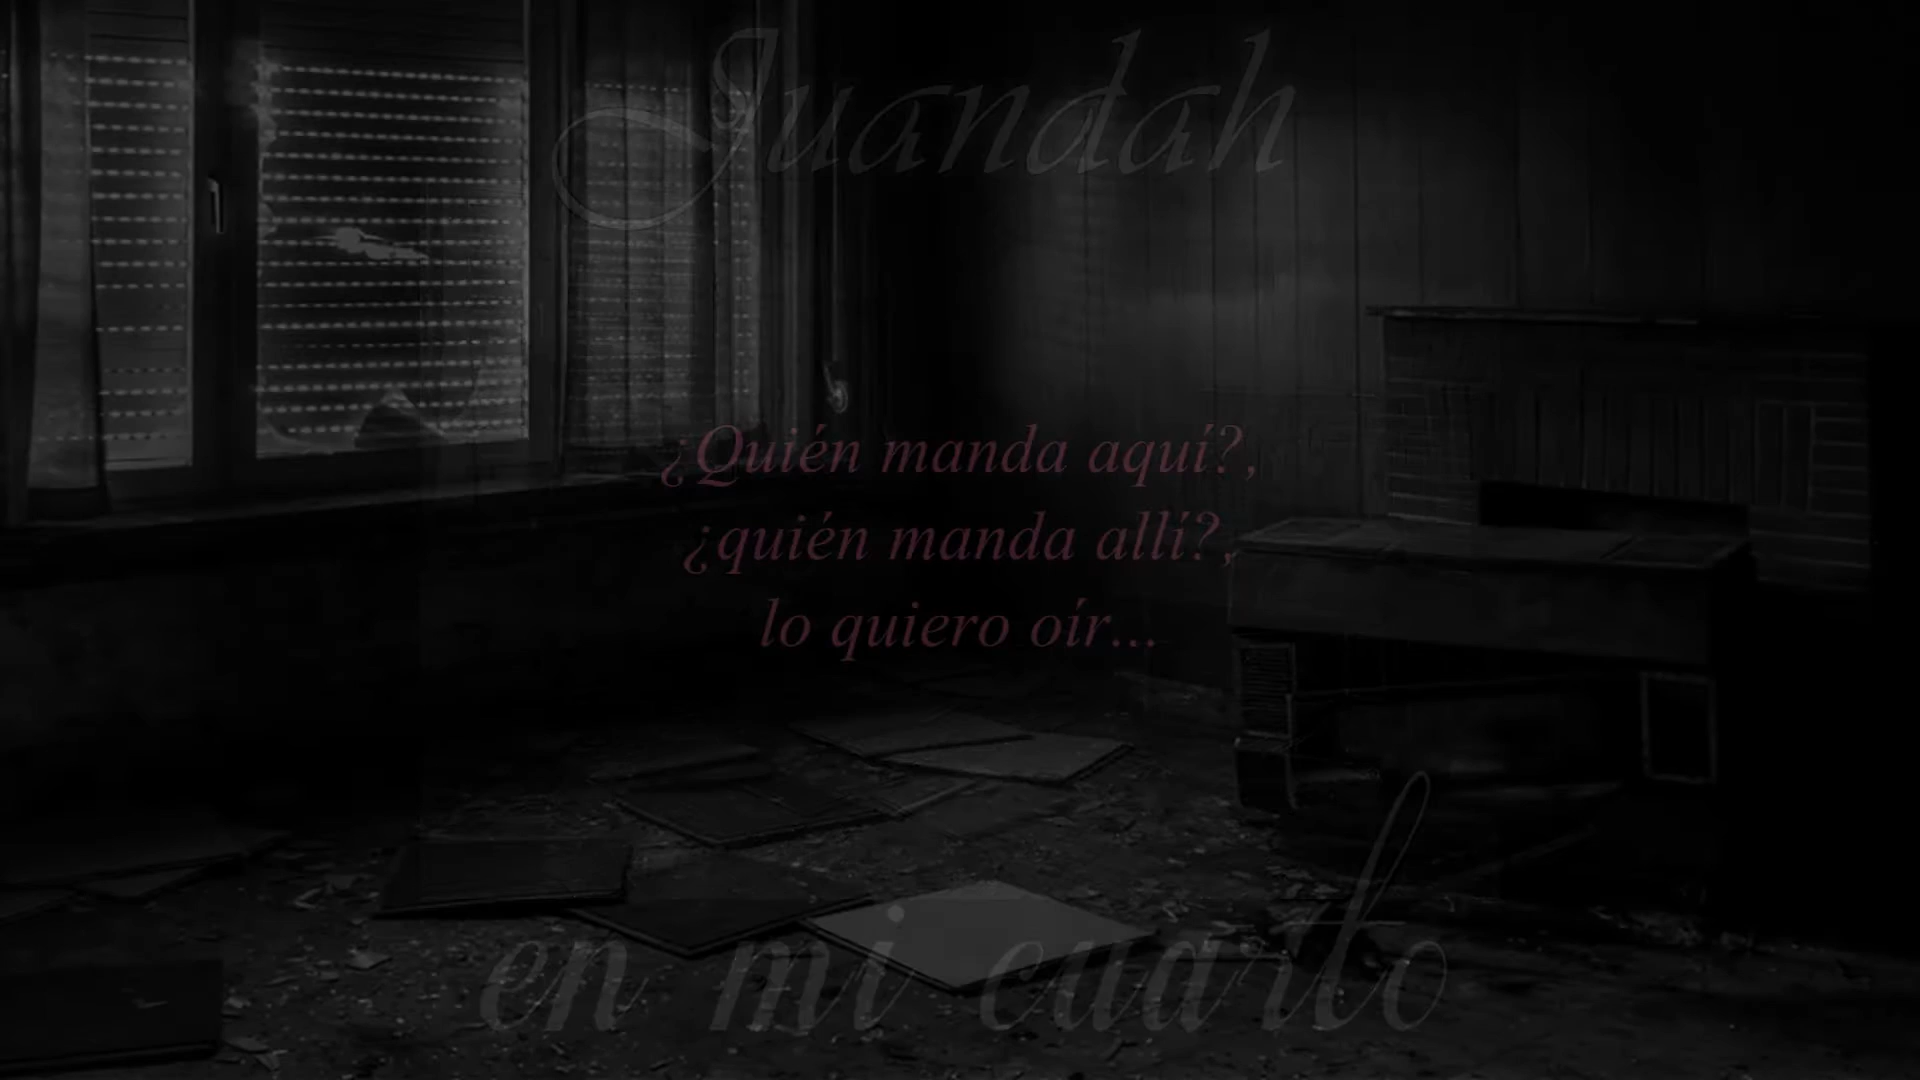 Juandah
¿Quién manda aquí?,
¿quién manda allí?,
lo quiero oír...
en mi cuarto